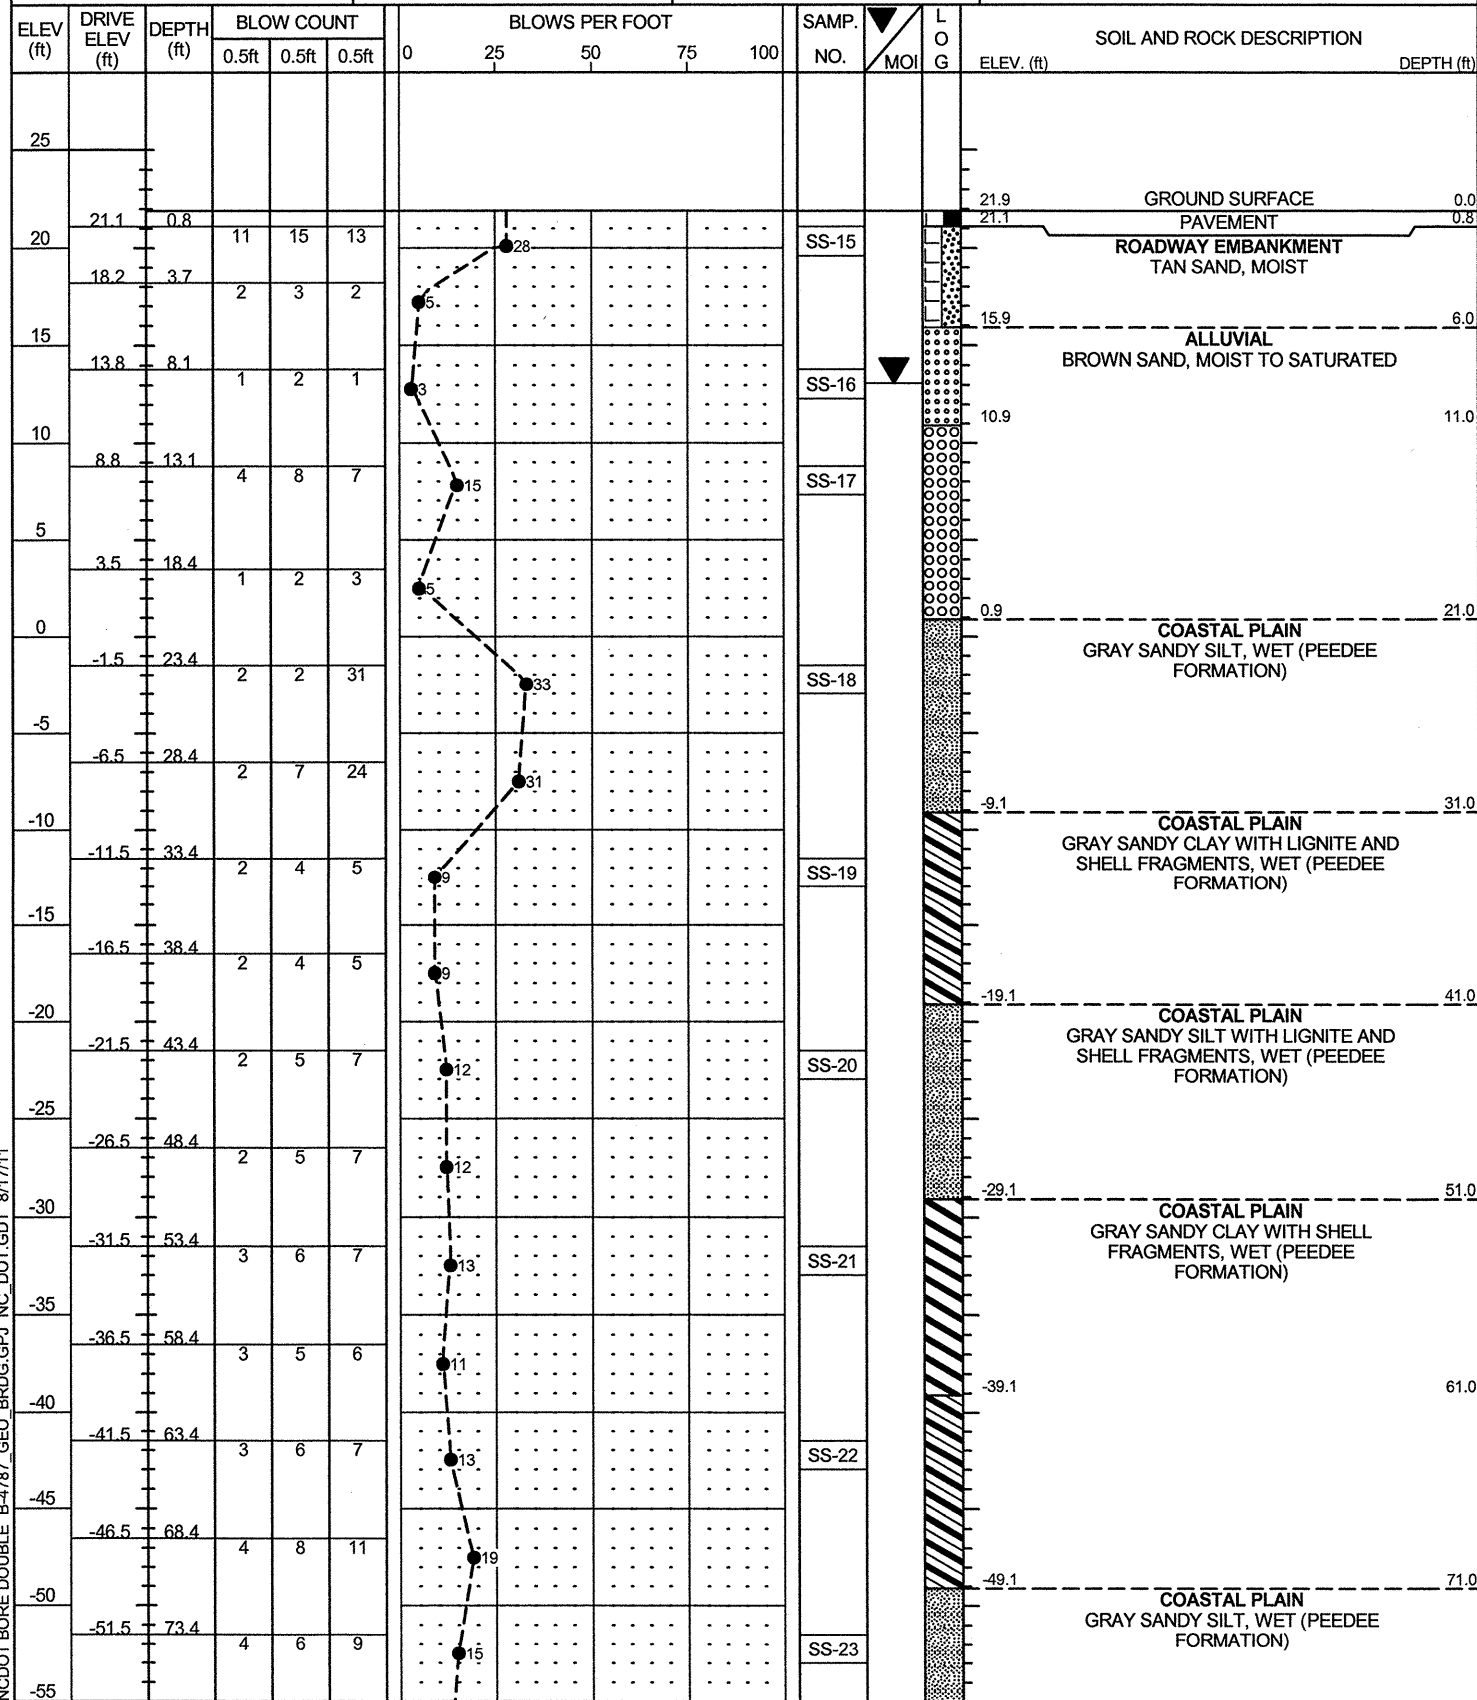 ELEV (ft) DRIVE ELEV (ft) DEPTH (ft) BLOW COUNT BLOWS PER FOOT SAMP. NO. MOI LOG SOIL AND ROCK DESCRIPTION
0.5ft 0.5ft 0.5ft 0 25 50 75 100 ELEV. (ft) DEPTH (ft)
25
21.9 GROUND SURFACE 0.0
21.1 0.8 21.1 PAVEMENT 0.8
20 11 15 13 28 SS-15 ROADWAY EMBANKMENT
TAN SAND, MOIST
18.2 3.7
2 3 2 5
15.9 6.0
15 ALLUVIAL
13.8 8.1 BROWN SAND, MOIST TO SATURATED
1 2 1 3 SS-16
10.9 11.0
10
8.8 13.1
4 8 7 15 SS-17
5
3.5 18.4
1 2 3 5
0.9 21.0
0 COASTAL PLAIN
-1.5 23.4 GRAY SANDY SILT, WET (PEEDEE
2 2 31 33 SS-18 FORMATION)
-5
-6.5 28.4
2 7 24 31
-9.1 31.0
-10 COASTAL PLAIN
-11.5 33.4 GRAY SANDY CLAY WITH LIGNITE AND
2 4 5 9 SS-19 SHELL FRAGMENTS, WET (PEEDEE
FORMATION)
-15
-16.5 38.4
2 4 5 9
-19.1 41.0
-20 COASTAL PLAIN
-21.5 43.4 GRAY SANDY SILT WITH LIGNITE AND
2 5 7 12 SS-20 SHELL FRAGMENTS, WET (PEEDEE
FORMATION)
-25
-26.5 48.4
2 5 7 12
-29.1 51.0
-30 COASTAL PLAIN
-31.5 53.4 GRAY SANDY CLAY WITH SHELL
3 6 7 13 SS-21 FRAGMENTS, WET (PEEDEE
FORMATION)
-35
-36.5 58.4
3 5 6 11
-39.1 61.0
-40
-41.5 63.4
3 6 7 13 SS-22
-45
-46.5 68.4
4 8 11 19
-49.1 71.0
-50 COASTAL PLAIN
-51.5 73.4 GRAY SANDY SILT, WET (PEEDEE
4 6 9 15 SS-23 FORMATION)
-55
NCDOT BORE DOUBLE B-4787_GEO_BRDG.GPJ NC_DOT.GDT 8/17/11